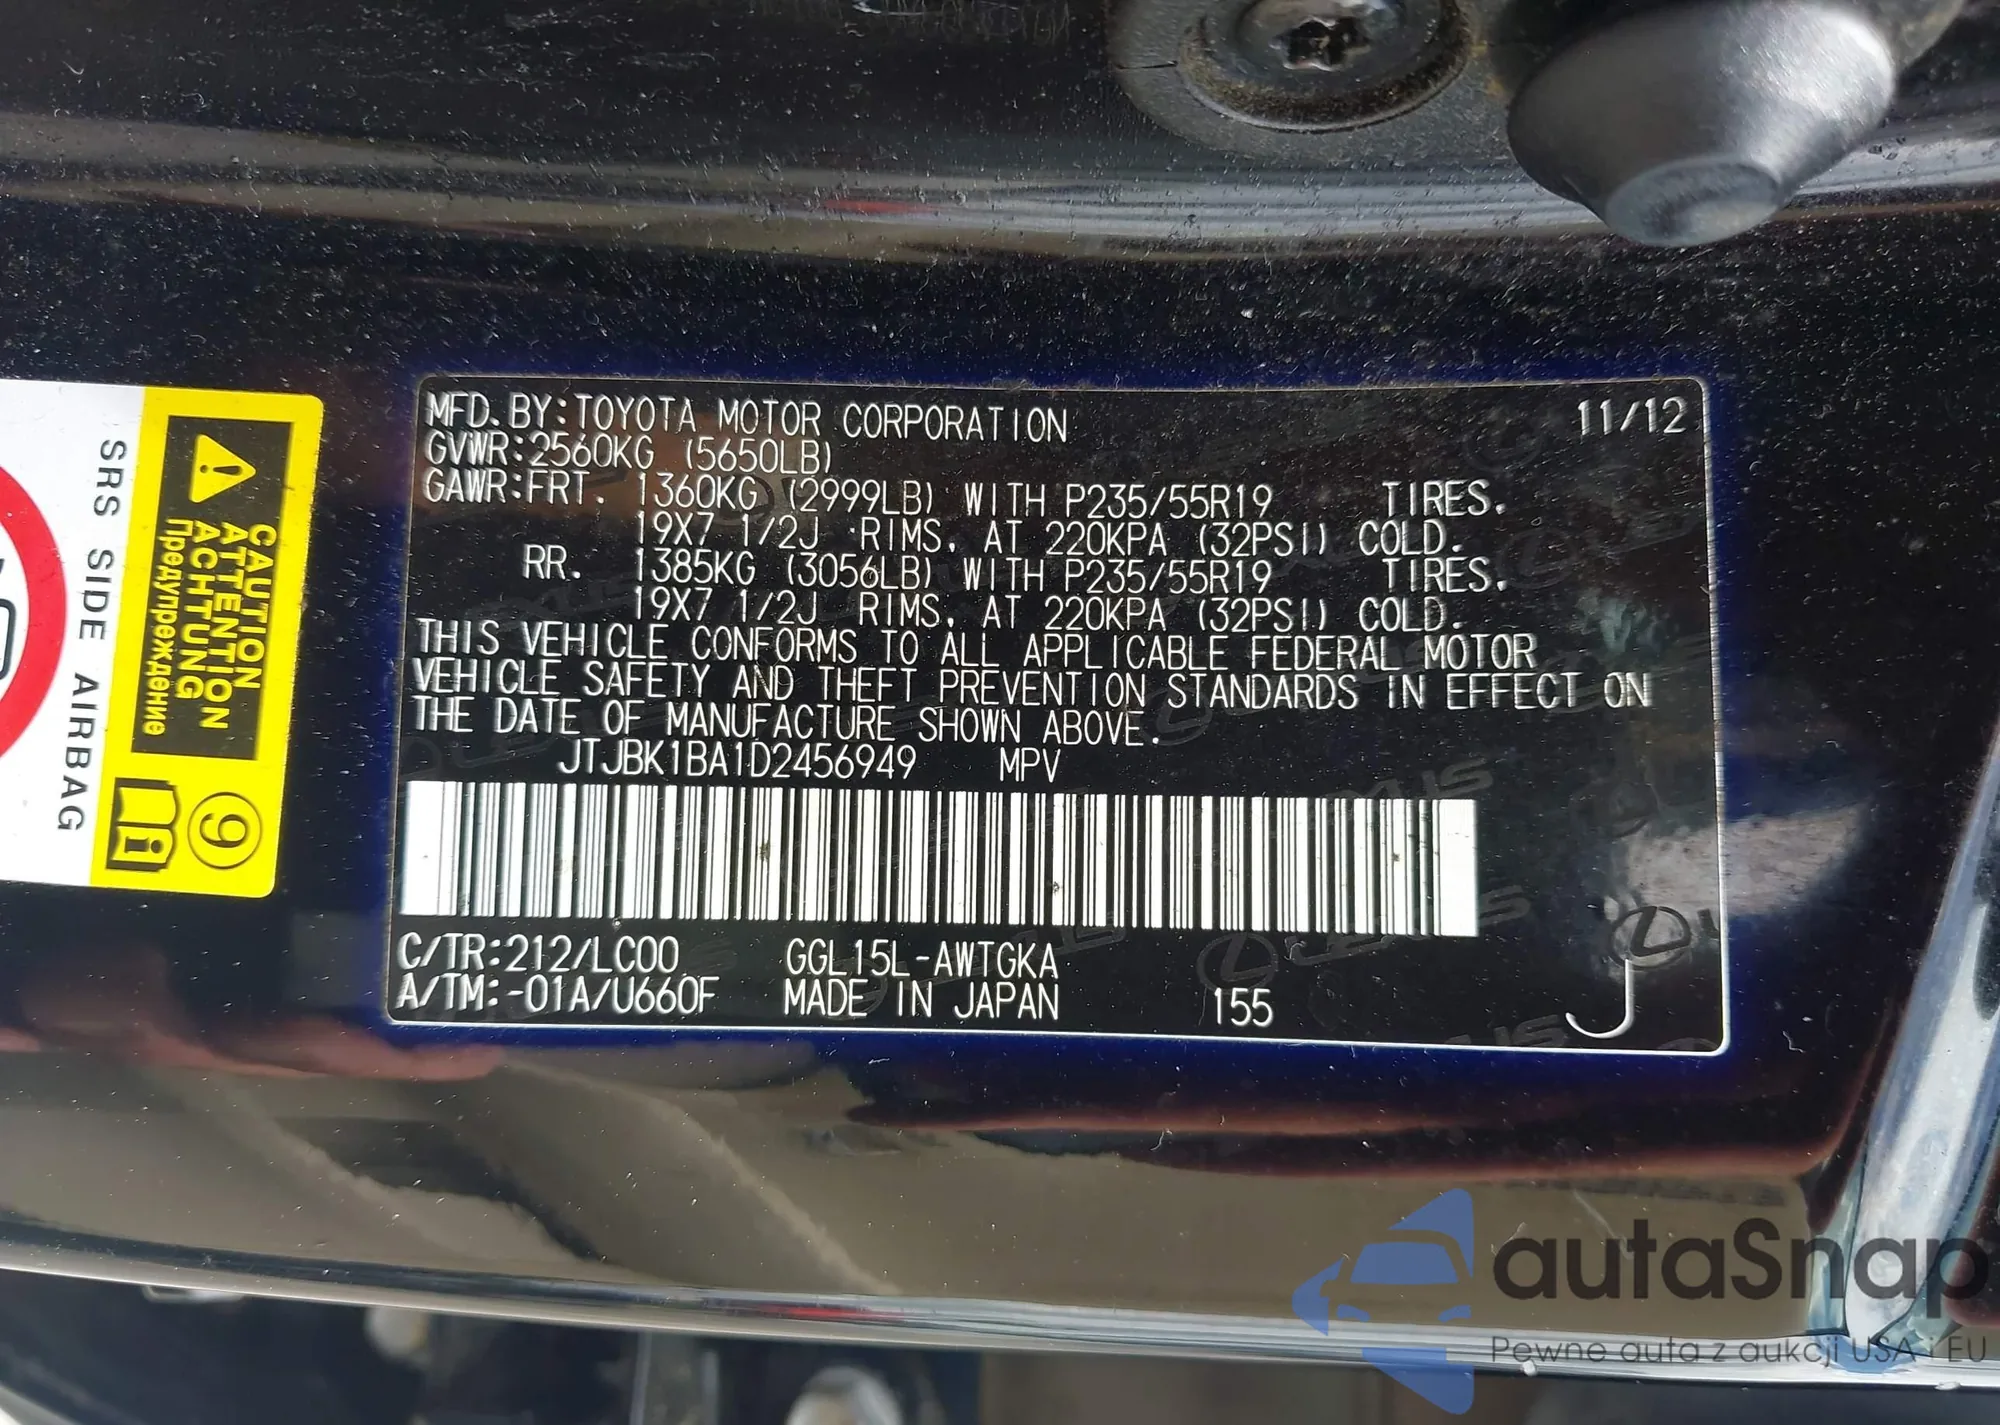 MFD.BY:TOYOTA MOTOR CORPORATION 11/12
GVWR:2560KG (5650LB)
GAWR:FRT. 1360KG (2999LB) WITH P235/55R19 TIRES.
19X7 1/2J RIMS, AT 220KPA (32PSI) COLD.
RR. 1385KG (3056LB) WITH P235/55R19 TIRES.
19X7 1/2J RIMS, AT 220KPA (32PSI) COLD.
THIS VEHICLE CONFORMS TO ALL APPLICABLE FEDERAL MOTOR
VEHICLE SAFETY AND THEFT PREVENTION STANDARDS IN EFFECT ON
THE DATE OF MANUFACTURE SHOWN ABOVE.
JTJBK1BA1D2456949 MPV
C/TR:212/LC00 GGL15L-AWTGKA
A/TM:-01A/U660F MADE IN JAPAN 155 J
LEXUS
CAUTION
ATTENTION
ACHTUNG
Предупреждение
9
i
SRS SIDE AIRBAG
autaSnap
Pewne auta z aukcji USA i EU